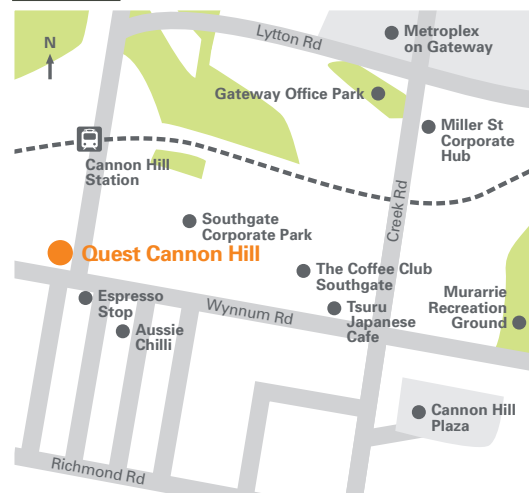 Lytton Rd
Metroplex
on Gateway
N
Gateway Office Park
Miller St
Corporate
Hub
Cannon Hill
Station
Creek Rd
Southgate
Corporate Park
Quest Cannon Hill
The Coffee Club
Southgate
Espresso
Stop
Wynnum Rd
Tsuru
Japanese
Cafe
Murarrie
Recreation
Ground
Aussie
Chilli
Cannon Hill
Plaza
Richmond Rd